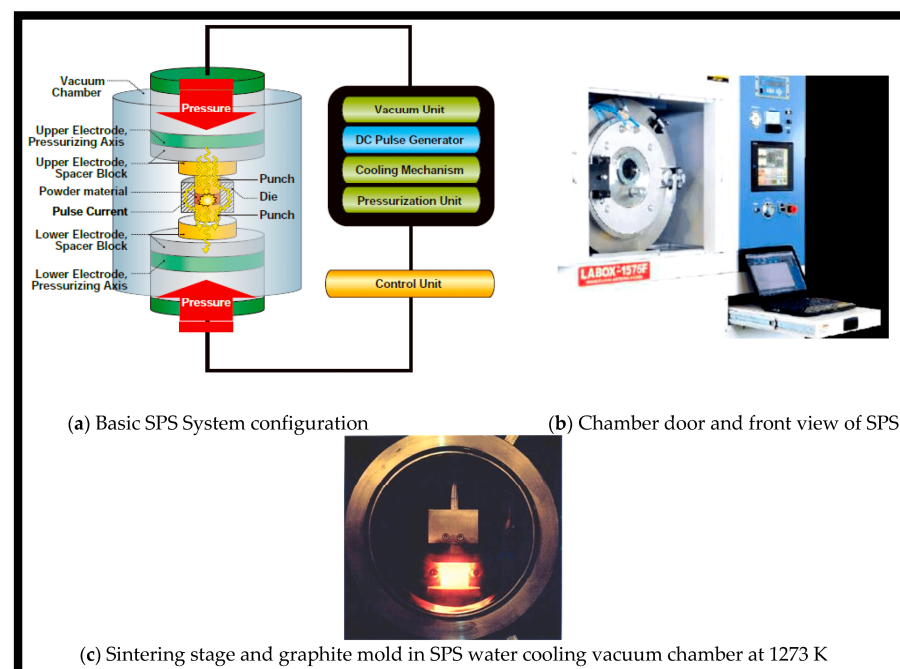 Vacuum
Chamber
Pressure
Upper Electrode,
Pressurizing Axis
Upper Electrode,
Spacer Block
Punch
Powder material
Die
Pulse Current
Punch
Lower Electrode,
Spacer Block
Lower Electrode,
Pressurizing Axis
Pressure
Vacuum Unit
DC Pulse Generator
Cooling Mechanism
Pressurization Unit
Control Unit
LABOX™-1575F
(a) Basic SPS System configuration
(b) Chamber door and front view of SPS
(c) Sintering stage and graphite mold in SPS water cooling vacuum chamber at 1273 K